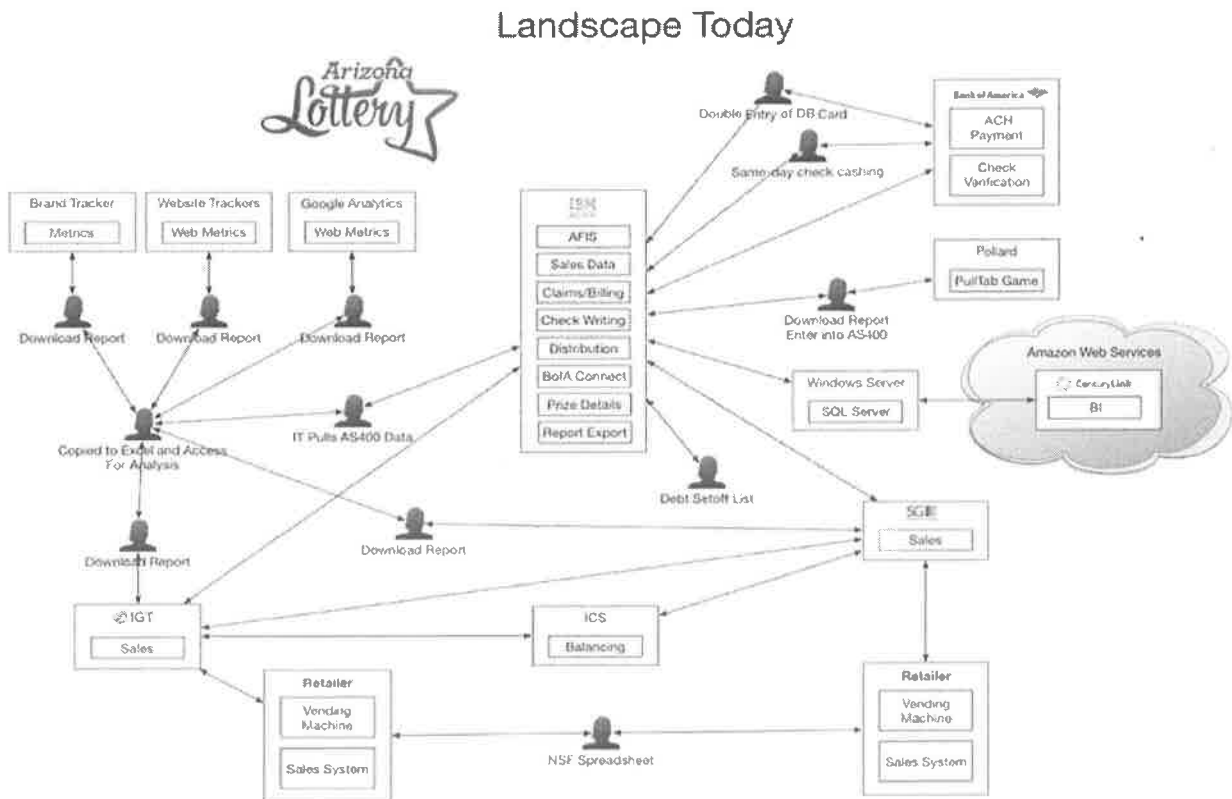 Landscape Today
Arizona
Lottery
Double Entry of DB Card
Bank of America
ACH
Payment
Check
Verification
Same-day check cashing
Brand Tracker
Metrics
Website Trackers
Web Metrics
Google Analytics
Web Metrics
IBM
AFIS
Sales Data
Claims/Billing
Check Writing
Distribution
BofA Connect
Prize Details
Report Export
Pollard
PullTab Game
Download Report
Download Report
Download Report
Download Report
Enter into AS400
Amazon Web Services
CenturyLink
BI
Windows Server
SQL Server
Copied to Excel and Access
For Analysis
IT Pulls AS400 Data
Debt Setoff List
Download Report
Download Report
SG
Sales
IGT
Sales
ICS
Balancing
Retailer
Vending
Machine
Sales System
NSF Spreadsheet
Retailer
Vending
Machine
Sales System